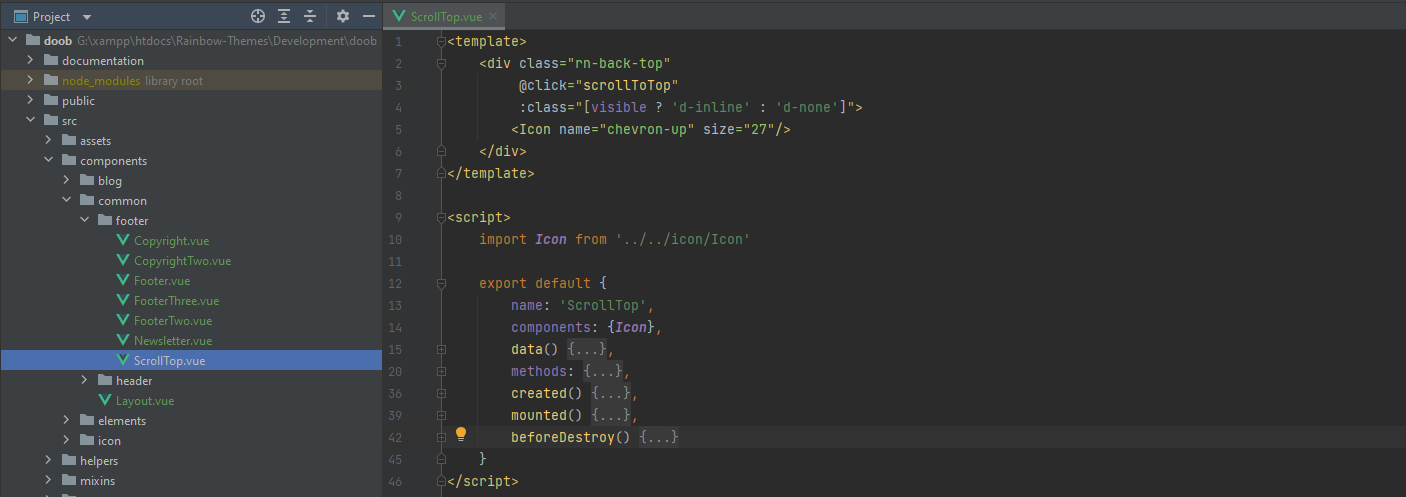 Project
doob G:\xampp\htdocs\Rainbow-Themes\Development\doob
documentation
node_modules library root
public
src
assets
components
blog
common
footer
Copyright.vue
CopyrightTwo.vue
Footer.vue
FooterThree.vue
FooterTwo.vue
Newsletter.vue
ScrollTop.vue
header
Layout.vue
elements
icon
helpers
mixins
ScrollTop.vue
1 <template>
2 <div class="rn-back-top"
3 @click="scrollToTop"
4 :class="[visible ? 'd-inline' : 'd-none']">
5 <Icon name="chevron-up" size="27"/>
6 </div>
7 </template>
8
9 <script>
10 import Icon from '../../icon/Icon'
11
12 export default {
13 name: 'ScrollTop',
14 components: {Icon},
15 data() {...},
20 methods: {...},
36 created() {...},
39 mounted() {...},
42 beforeDestroy() {...}
45 }
46 </script>